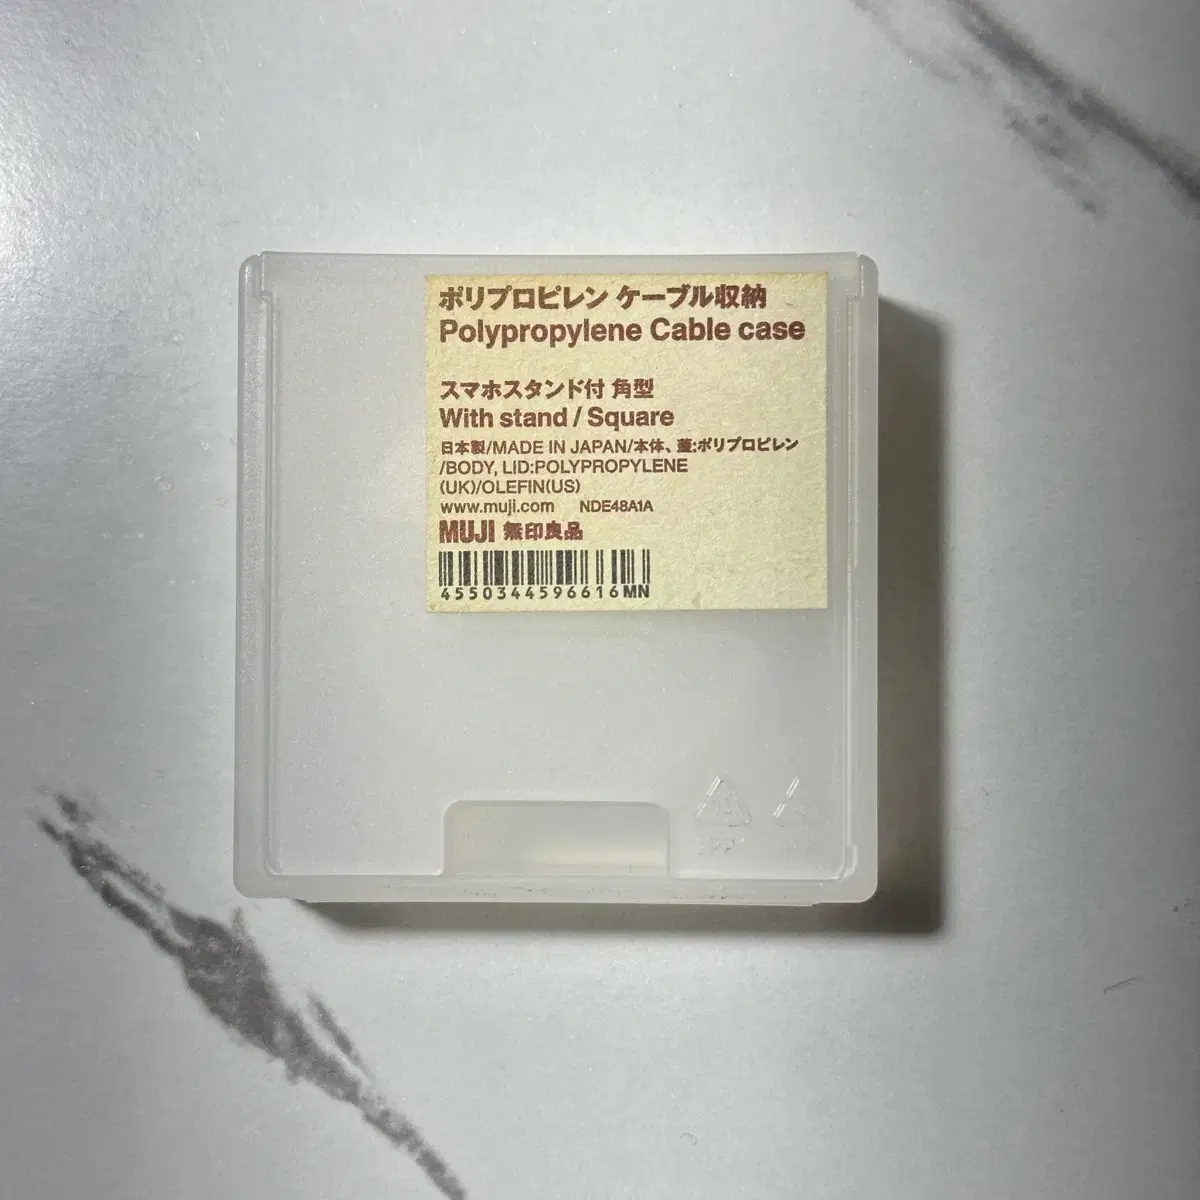 ポリプロピレン ケーブル収納
Polypropylene Cable case
スマホスタンド付 角型
With stand / Square
日本製/MADE IN JAPAN/本体、蓋:ポリプロピレン
/BODY, LID:POLYPROPYLENE
(UK)/OLEFIN(US)
www.muji.com NDE48A1A
MUJI 無印良品
4550344596616MN